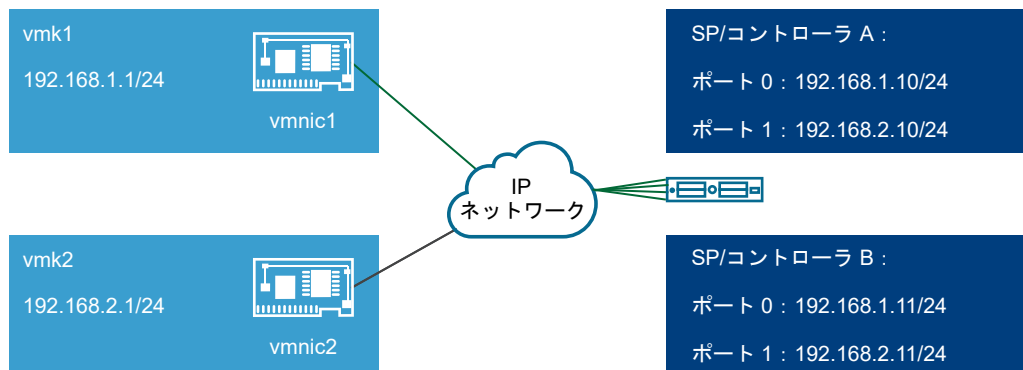 vmk1
192.168.1.1/24
vmnic1
SP/コントローラ A：
ポート 0：192.168.1.10/24
ポート 1：192.168.2.10/24
IP
ネットワーク
vmk2
192.168.2.1/24
vmnic2
SP/コントローラ B：
ポート 0：192.168.1.11/24
ポート 1：192.168.2.11/24